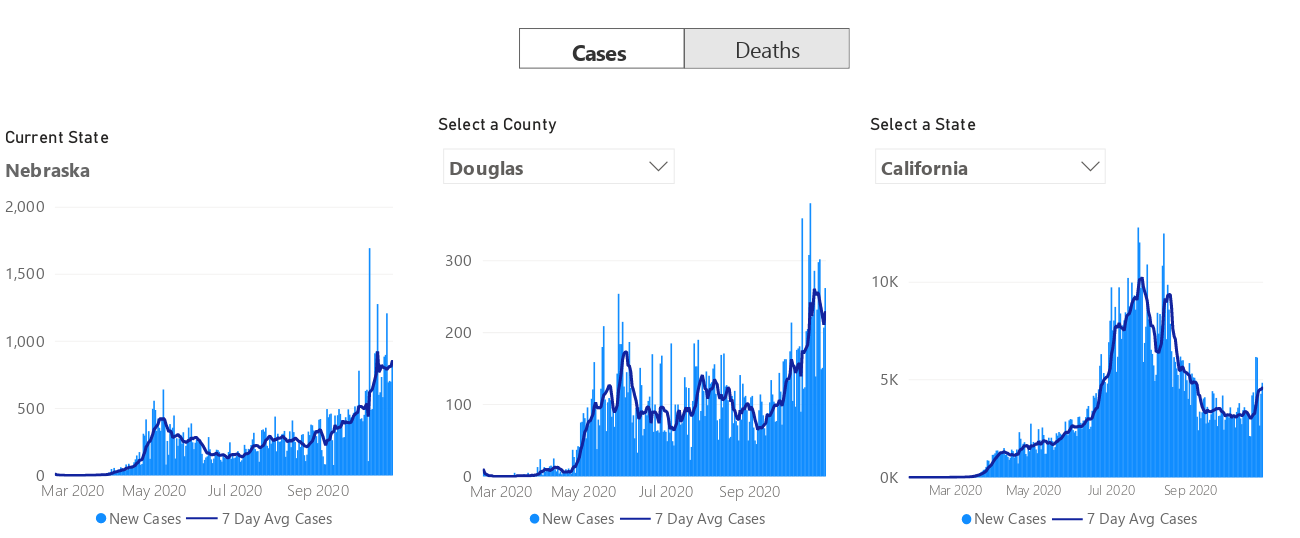 Cases
Deaths
Current State
Nebraska
2,000
1,500
1,000
500
0
Mar 2020 May 2020 Jul 2020 Sep 2020
New Cases 7 Day Avg Cases
Select a County
Douglas
300
200
100
0
Mar 2020 May 2020 Jul 2020 Sep 2020
New Cases 7 Day Avg Cases
Select a State
California
10K
5K
0K
Mar 2020 May 2020 Jul 2020 Sep 2020
New Cases 7 Day Avg Cases